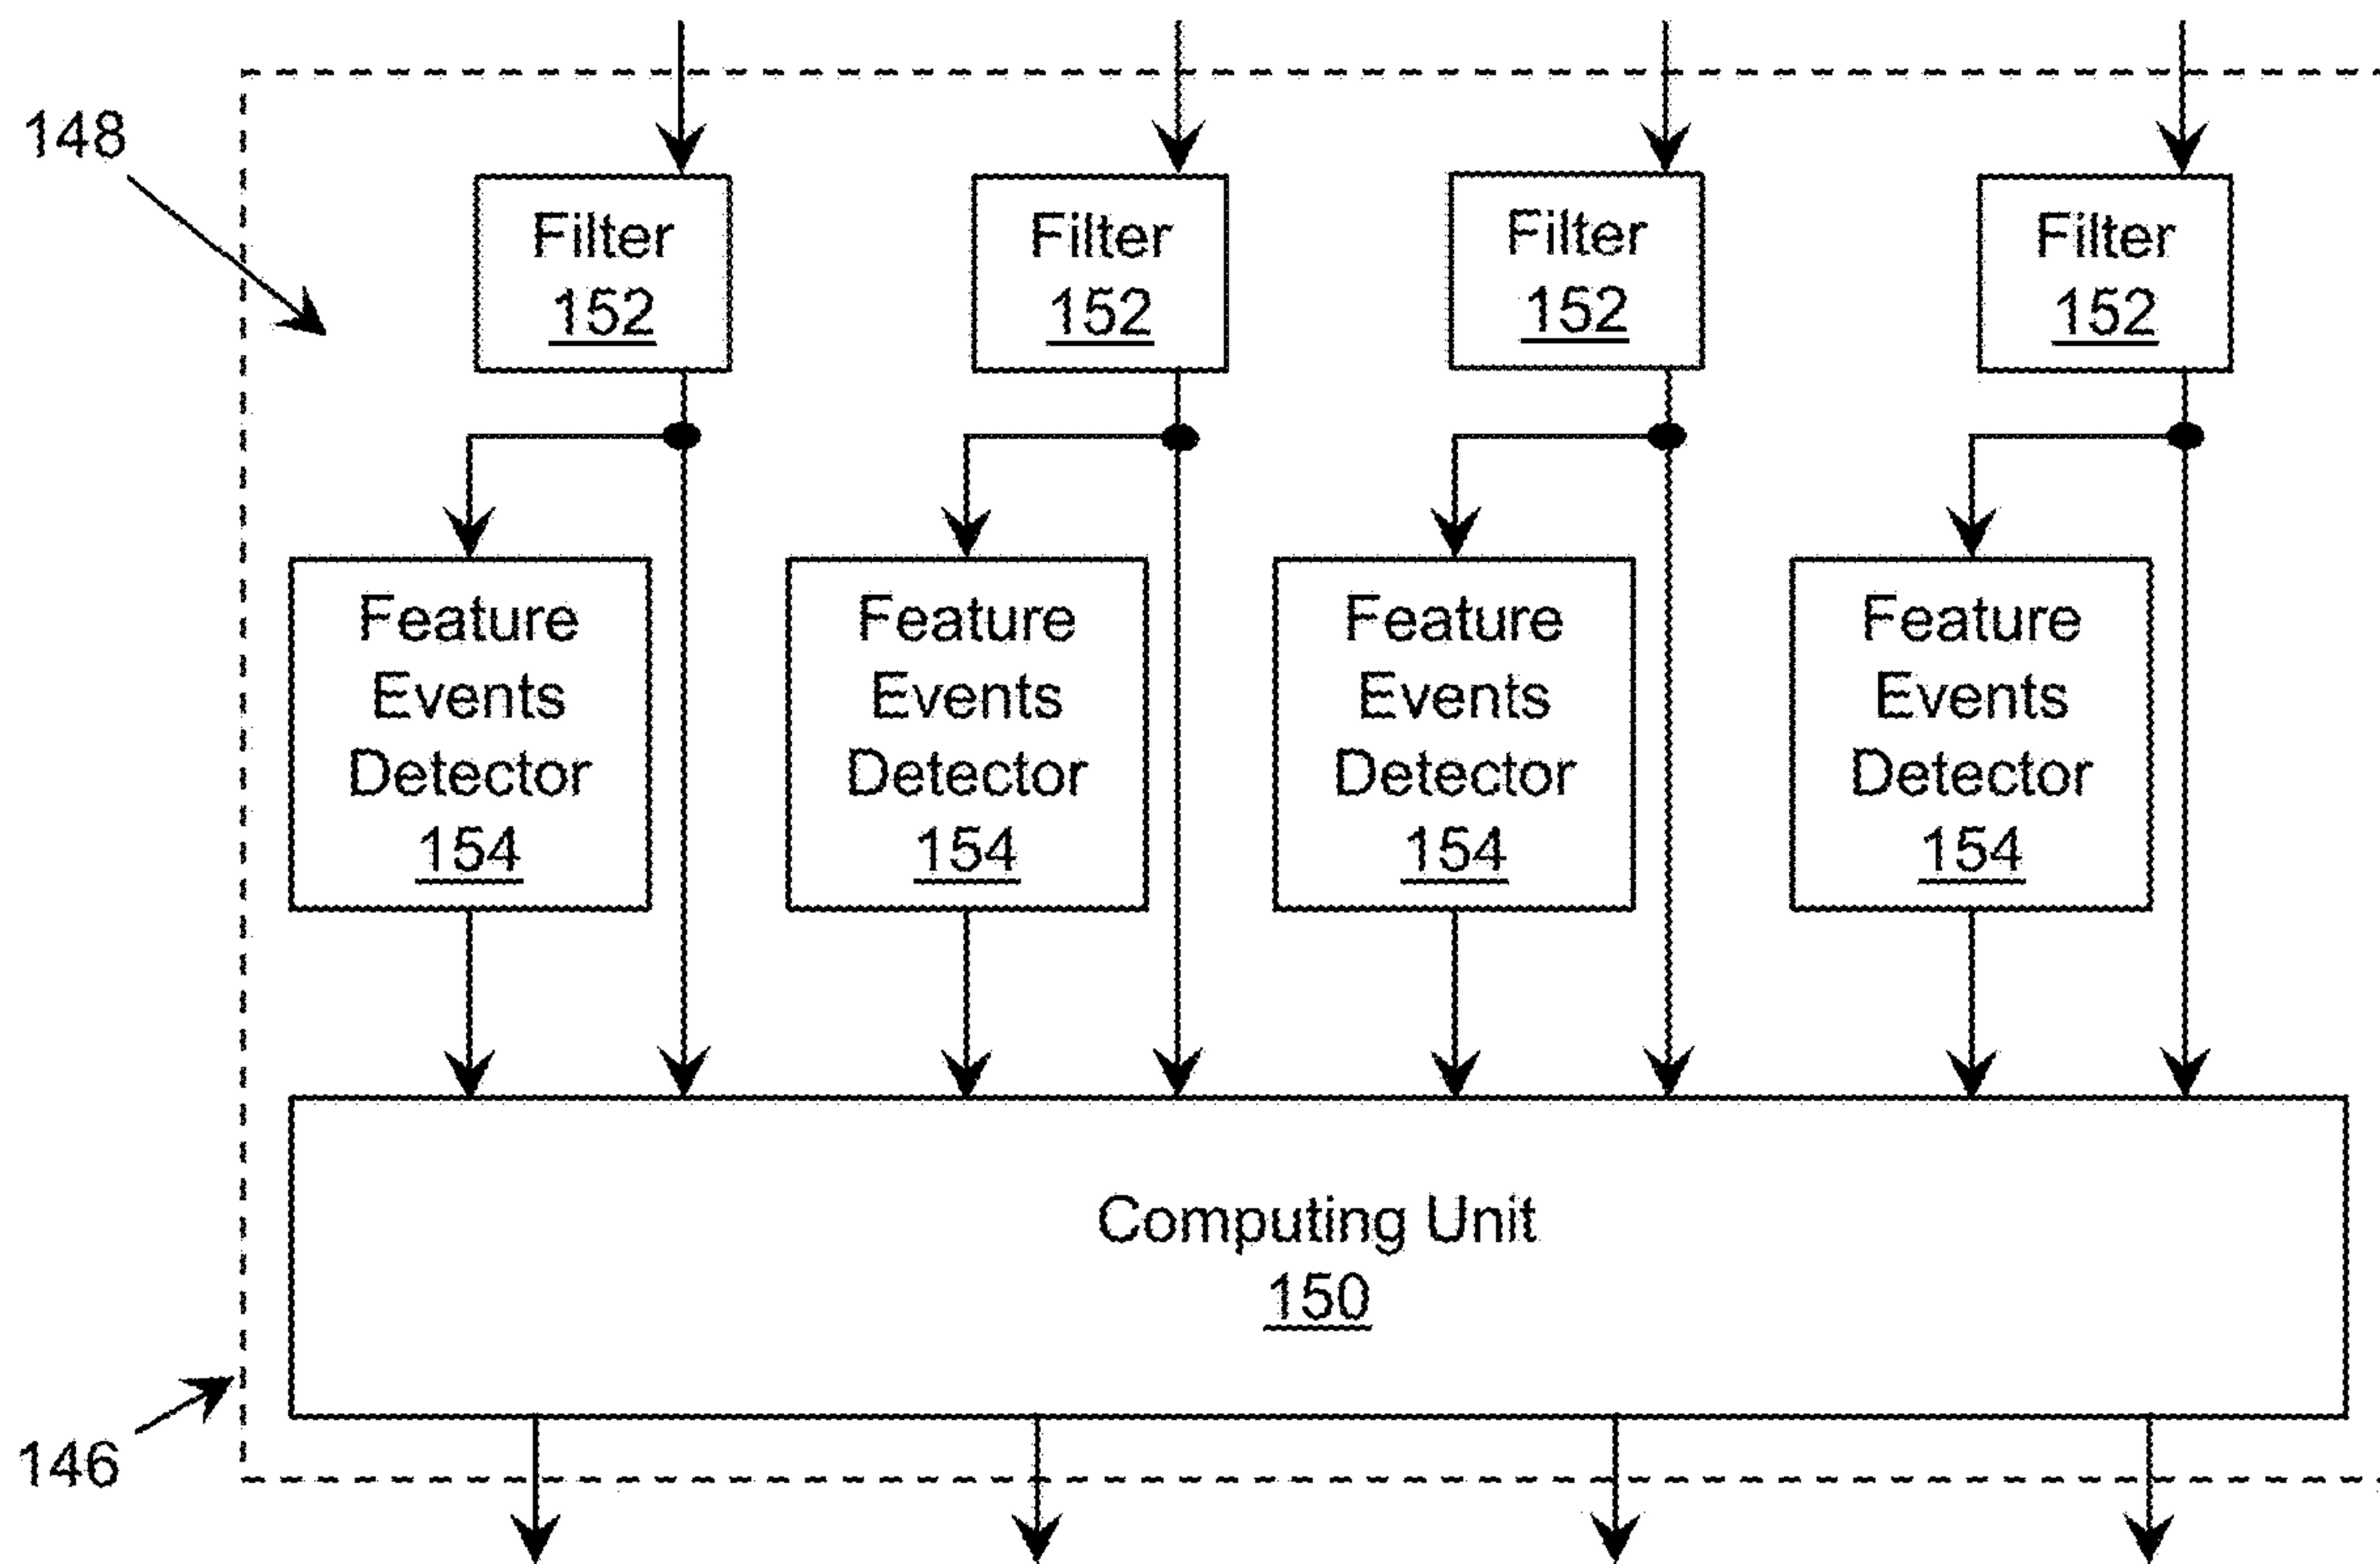 148
Filter
152
Filter
152
Filter
152
Filter
152
Feature
Events
Detector
154
Feature
Events
Detector
154
Feature
Events
Detector
154
Feature
Events
Detector
154
Computing Unit
150
146